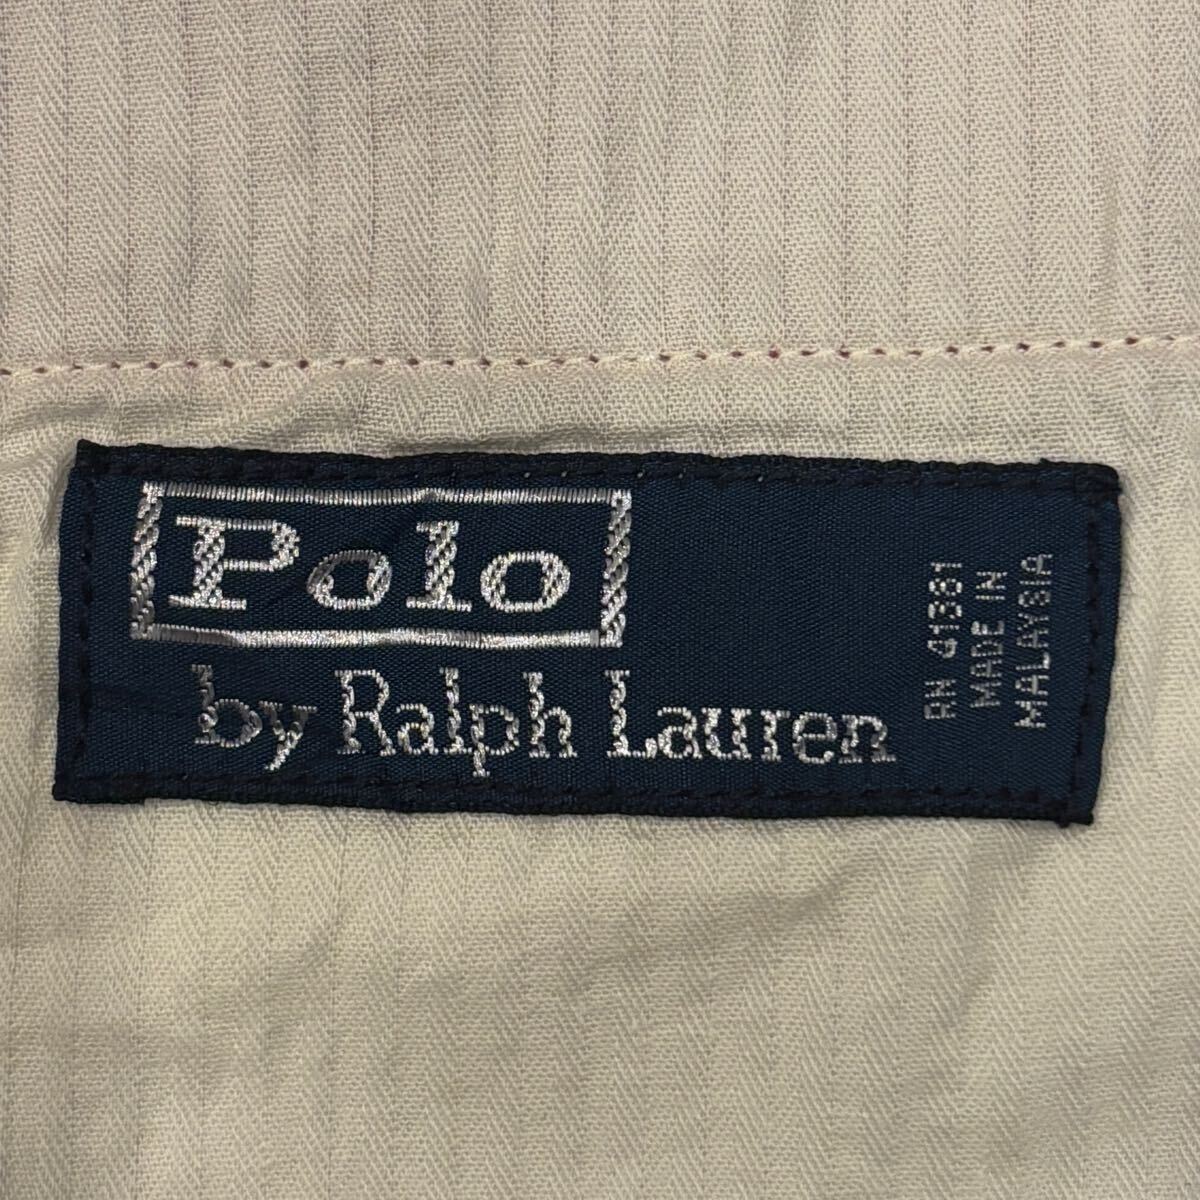 Polo
by Ralph Lauren
RN 41381
MADE IN
MALAYSIA